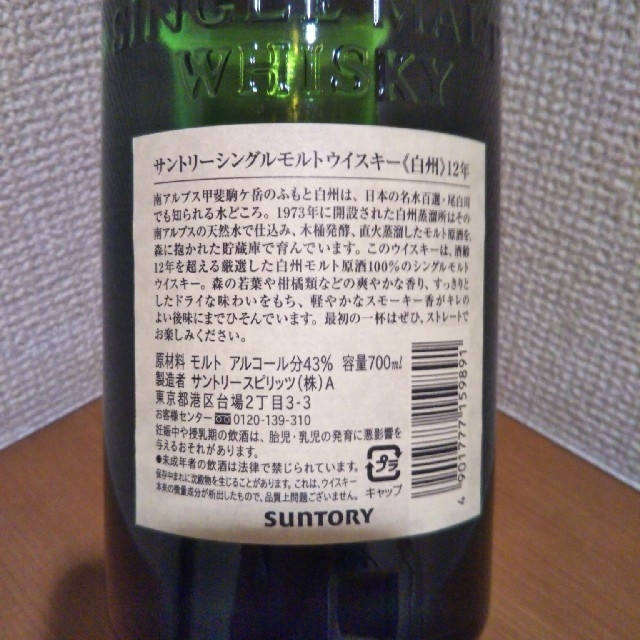 SINGLE MALT
WHISKY
サントリーシングルモルトウイスキー《白州》12年
南アルプス甲斐駒ケ岳のふもと白州は、日本の名水百選・尾白川
でも知られる水どころ。1973年に開設された白州蒸溜所はその
南アルプスの天然水で仕込み、木桶発酵、直火蒸溜したモルト原酒を、
森に抱かれた貯蔵庫で育んでいます。このウイスキーは、酒齢
12年を超える厳選した白州モルト原酒100%のシングルモルト
ウイスキー。森の若葉や柑橘類などの爽やかな香り、すっきりと
したドライな味わいをもち、軽やかなスモーキー香がキレの
よい後味にまでひそんでいます。最初の一杯はぜひ、ストレートで
お楽しみください。
原材料 モルト アルコール分43% 容量700ml
製造者 サントリースピリッツ(株)A
東京都港区台場2丁目3-3
お客様センター 0120-139-310
妊娠中や授乳期の飲酒は、胎児・乳児の発育に悪影響を
与えるおそれがあります。
●未成年者の飲酒は法律で禁じられています。
保存中まれに沈殿物を生じることがあります。これは、ウイスキー
本来の微量成分が析出したもので、品質上問題ございません。
プラ
キャップ
SUNTORY
4 901777 159891